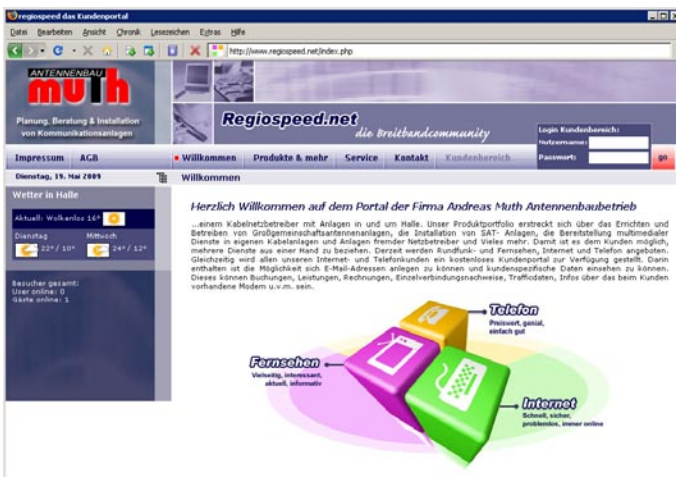 regiospeed das Kundenportal
Datei Bearbeiten Ansicht Chronik Lesezeichen Extras Hilfe
http://www.regiospeed.net/index.php
ANTENNENBAU
muth
Planung, Beratung & Installation
von Kommunikationsanlagen
Regiospeed.net
die Breitbandcommunity
Login Kundenbereich:
Nutzername:
Passwort:
go
Impressum AGB
Willkommen Produkte & mehr Service Kontakt Kundenbereich
Dienstag, 19. Mai 2009
Willkommen
Wetter in Halle
Aktuell: Wolkenlos 16°
Dienstag Mittwoch
22° / 10° 24° / 12°
Besucher gesamt:
User online: 0
Gäste online: 1
Herzlich Willkommen auf dem Portal der Firma Andreas Muth Antennenbaubetrieb
...einem Kabelnetzbetreiber mit Anlagen in und um Halle. Unser Produktportfolio erstreckt sich über das Errichten und
Betreiben von Großgemeinschaftsantennenanlagen, die Installation von SAT- Anlagen, die Bereitstellung multimedialer
Dienste in eigenen Kabelanlagen und Anlagen fremder Netzbetreiber und Vieles mehr. Damit ist es dem Kunden möglich,
mehrere Dienste aus einer Hand zu beziehen. Derzeit werden Rundfunk- und Fernsehen, Internet und Telefon angeboten.
Gleichzeitig wird allen unseren Internet- und Telefonkunden ein kostenloses Kundenportal zur Verfügung gestellt. Darin
enthalten ist die Möglichkeit sich E-Mail-Adressen anlegen zu können und kundenspezifische Daten einsehen zu können.
Dieses können Buchungen, Leistungen, Rechnungen, Einzelverbindungsnachweise, Trafficdaten, Infos über das beim Kunden
vorhandene Modem u.v.m. sein.
Telefon
Preiswert, genial,
einfach gut
Fernsehen
Vielseitig, interessant,
aktuell, informativ
Internet
Schnell, sicher,
problemlos, immer online